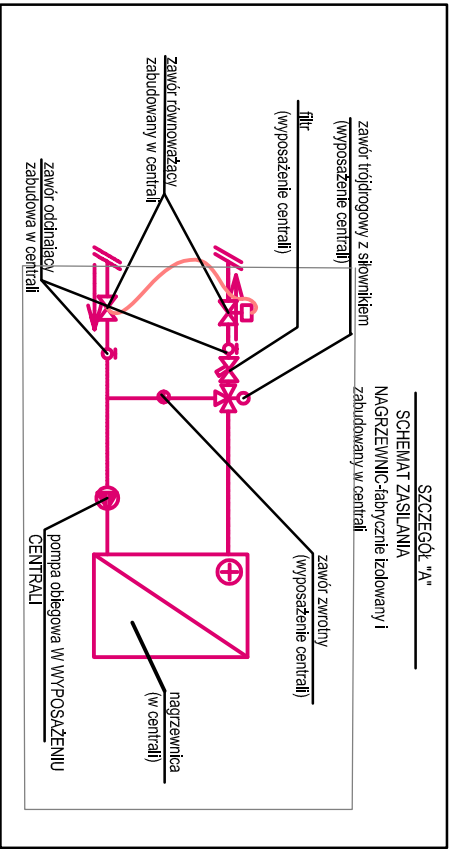 SZCZEGÓŁ "A"
SCHEMAT ZASILANIA
NAGRZEWNIC-fabrycznie izolowany i
zabudowany w centrali
zawór trójdrogowy z siłownikiem
(wyposażenie centrali)
filtr
(wyposażenie centrali)
zawór równoważący
zabudowany w centrali
zawór odcinający
zabudowa w centrali
zawór zwrotny
(wyposażenie centrali)
nagrzewnica
(w centrali)
pompa obiegowa W WYPOSAŻENIU
CENTRALI